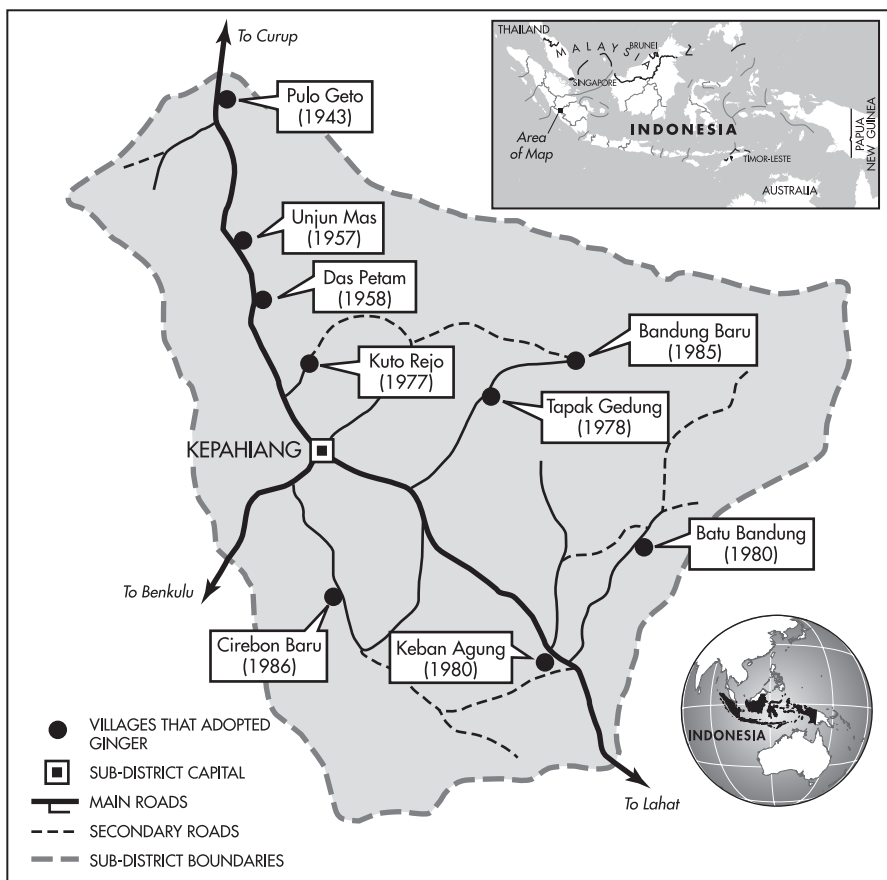 To Curup
Pulo Geto
(1943)
Unjun Mas
(1957)
Das Petam
(1958)
Kuto Rejo
(1977)
Bandung Baru
(1985)
Tapak Gedung
(1978)
KEPAHIANG
Batu Bandung
(1980)
To Benkulu
Cirebon Baru
(1986)
Keban Agung
(1980)
To Lahat
THAILAND
MALAYSIA
BRUNEI
SINGAPORE
INDONESIA
Area
of Map
PAPUA
NEW GUINEA
TIMOR-LESTE
AUSTRALIA
INDONESIA
VILLAGES THAT ADOPTED
GINGER
SUB-DISTRICT CAPITAL
MAIN ROADS
SECONDARY ROADS
SUB-DISTRICT BOUNDARIES